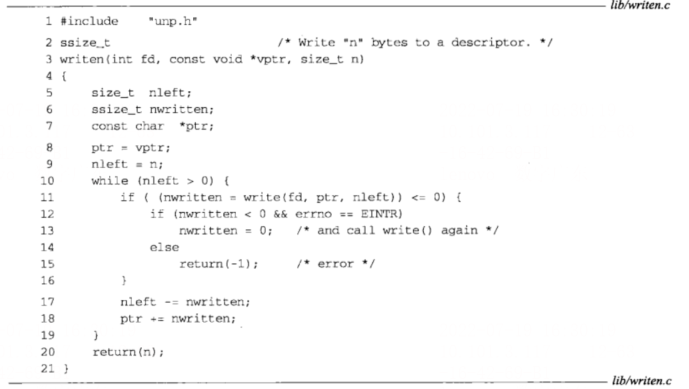 lib/writen.c
1 #include    "unp.h"
2 ssize_t                        /* Write "n" bytes to a descriptor. */
3 writen(int fd, const void *vptr, size_t n)
4 {
5     size_t  nleft;
6     ssize_t nwritten;
7     const char  *ptr;
8     ptr = vptr;
9     nleft = n;
10     while (nleft > 0) {
11         if ( (nwritten = write(fd, ptr, nleft)) <= 0) {
12             if (nwritten < 0 && errno == EINTR)
13                 nwritten = 0;   /* and call write() again */
14             else
15                 return(-1);     /* error */
16         }
17         nleft -= nwritten;
18         ptr += nwritten;
19     }
20     return(n);
21 }
lib/writen.c